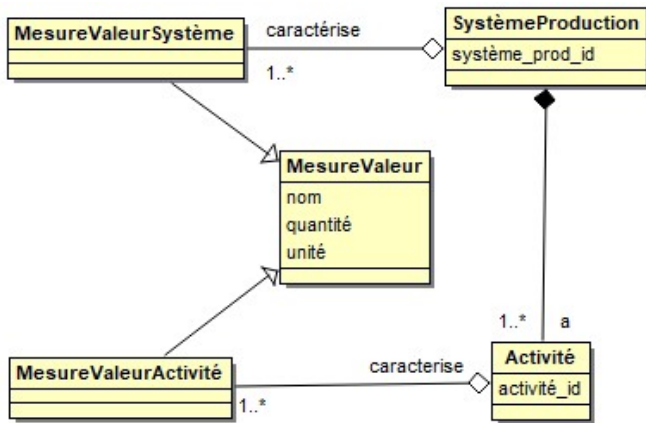 MesureValeurSystème
caractérise
1..*
SystèmeProduction
système_prod_id
MesureValeur
nom
quantité
unité
1..*
a
MesureValeurActivité
1..*
caracterise
Activité
activité_id